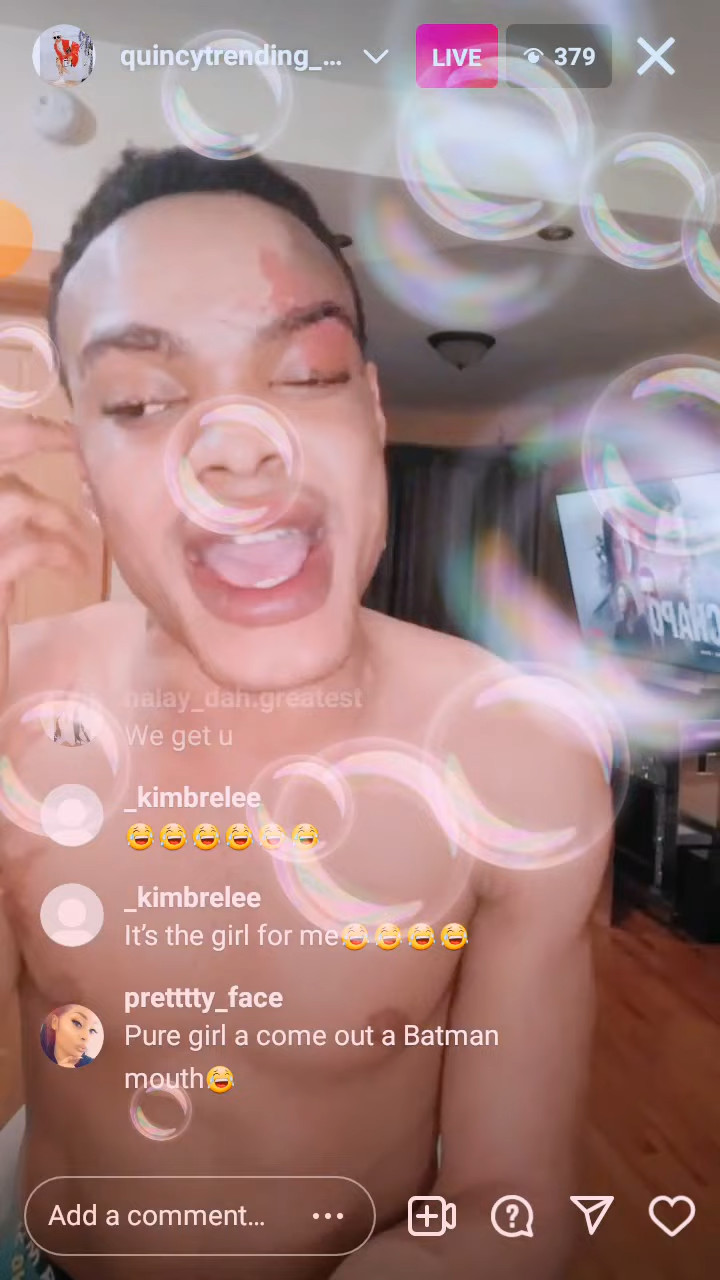 quincytrending_...
LIVE
379
halay_dah.greatest
We get u
_kimbrelee
😂😂😂😂😂😂
_kimbrelee
It's the girl for me😂😂😂😂
prettttty_face
Pure girl a come out a Batman
mouth😂
Add a comment...